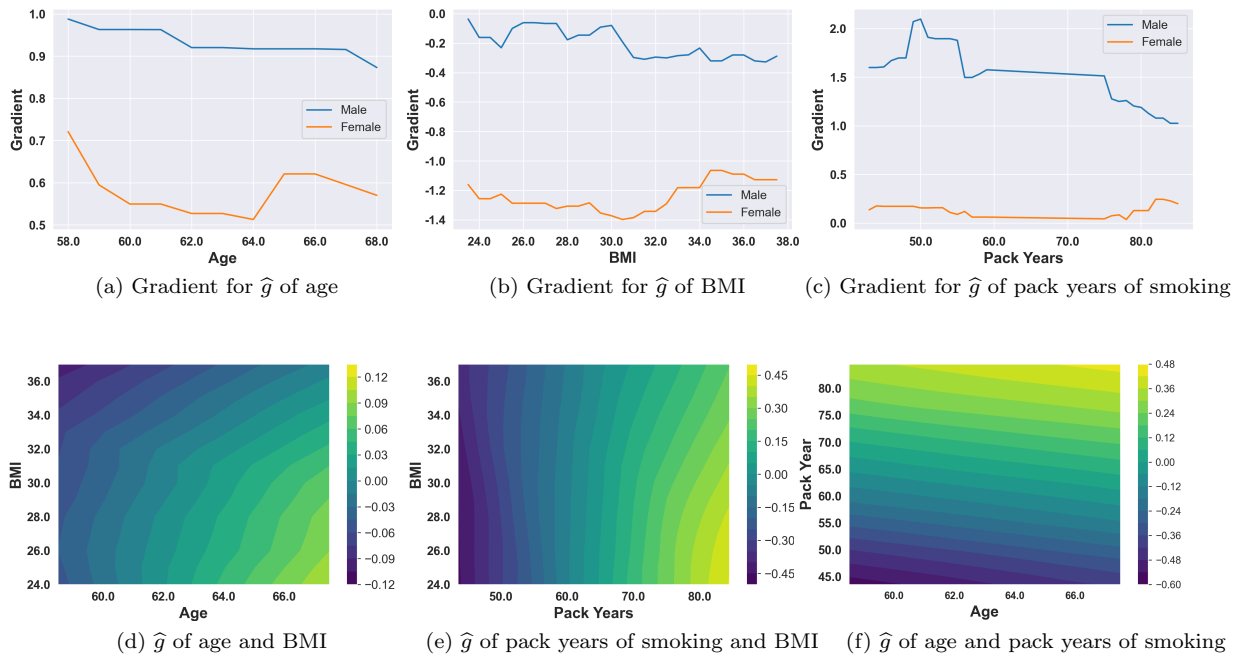 1.0
0.9
0.8
0.7
0.6
0.5
Gradient
Male
Female
58.0 60.0 62.0 64.0 66.0 68.0
Age
(a) Gradient for ĝ of age
0.0
−0.2
−0.4
−0.6
−0.8
−1.0
−1.2
−1.4
Gradient
Male
Female
24.0 26.0 28.0 30.0 32.0 34.0 36.0 38.0
BMI
(b) Gradient for ĝ of BMI
2.0
1.5
1.0
0.5
0.0
Gradient
Male
Female
50.0 60.0 70.0 80.0
Pack Years
(c) Gradient for ĝ of pack years of smoking
36.0
34.0
32.0
30.0
28.0
26.0
24.0
BMI
60.0 62.0 64.0 66.0
Age
0.12
0.09
0.06
0.03
0.00
−0.03
−0.06
−0.09
−0.12
(d) ĝ of age and BMI
36.0
34.0
32.0
30.0
28.0
26.0
24.0
BMI
50.0 60.0 70.0 80.0
Pack Years
0.45
0.30
0.15
0.00
−0.15
−0.30
−0.45
(e) ĝ of pack years of smoking and BMI
80.0
75.0
70.0
65.0
60.0
55.0
50.0
45.0
Pack Year
60.0 62.0 64.0 66.0
Age
0.48
0.36
0.24
0.12
0.00
−0.12
−0.24
−0.36
−0.48
−0.60
(f) ĝ of age and pack years of smoking